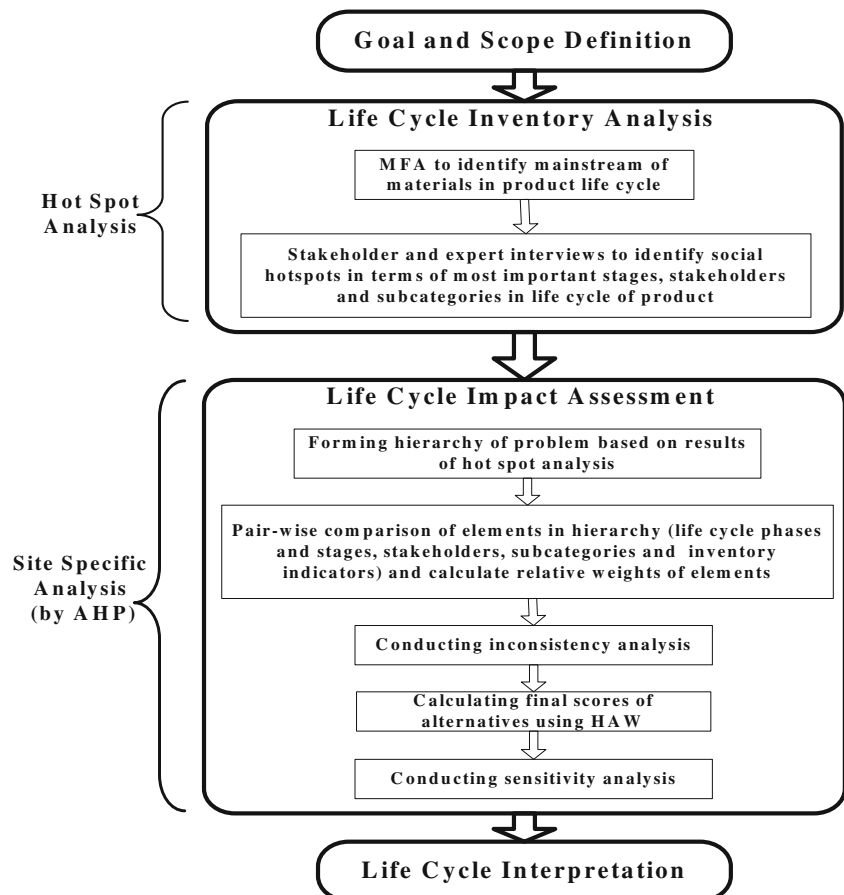 Goal and Scope Definition
Life Cycle Inventory Analysis
MFA to identify mainstream of
materials in product life cycle
Hot Spot
Analysis
Stakeholder and expert interviews to identify social
hotspots in terms of most important stages, stakeholders
and subcategories in life cycle of product
Life Cycle Impact Assessment
Forming hierarchy of problem based on results
of hot spot analysis
Pair-wise comparison of elements in hierarchy (life cycle phases
and stages, stakeholders, subcategories and inventory
indicators) and calculate relative weights of elements
Site Specific
Analysis
(by AHP)
Conducting inconsistency analysis
Calculating final scores of
alternatives using HAW
Conducting sensitivity analysis
Life Cycle Interpretation